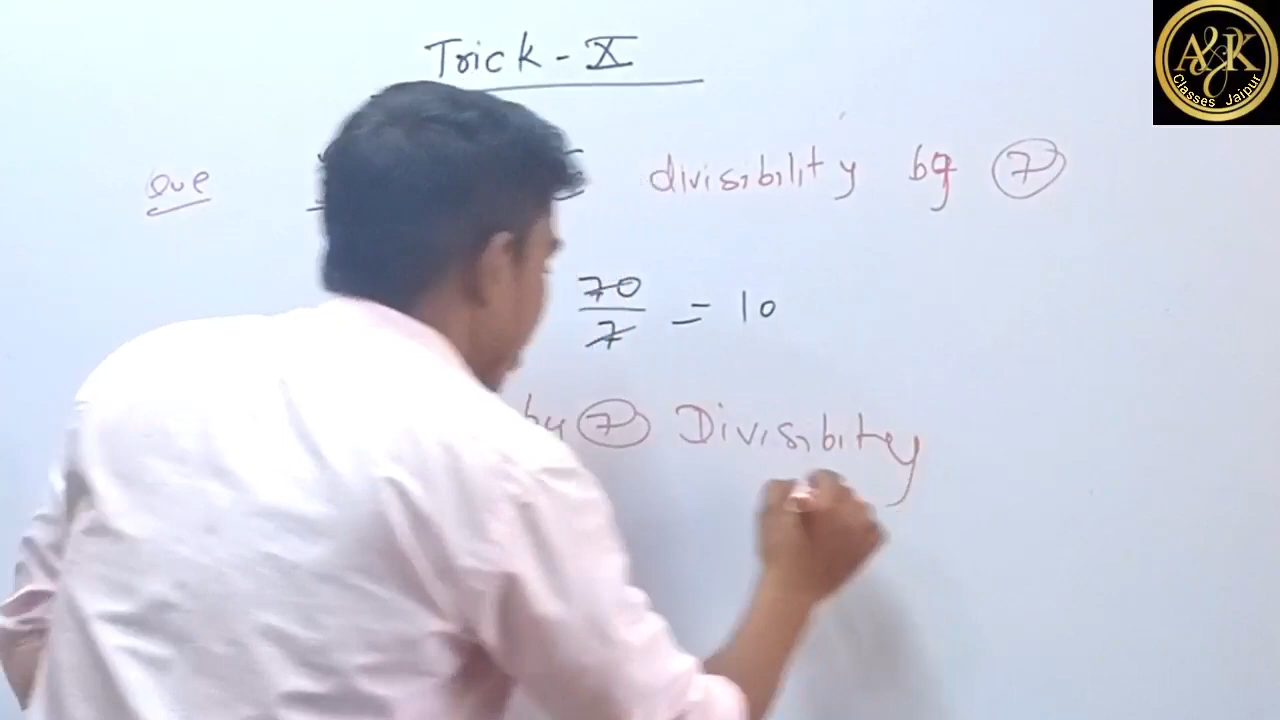 Trick - X
A&K
Classes Jaipur
Que divisibility by 7
70/7 = 10
by 7 Divisibity